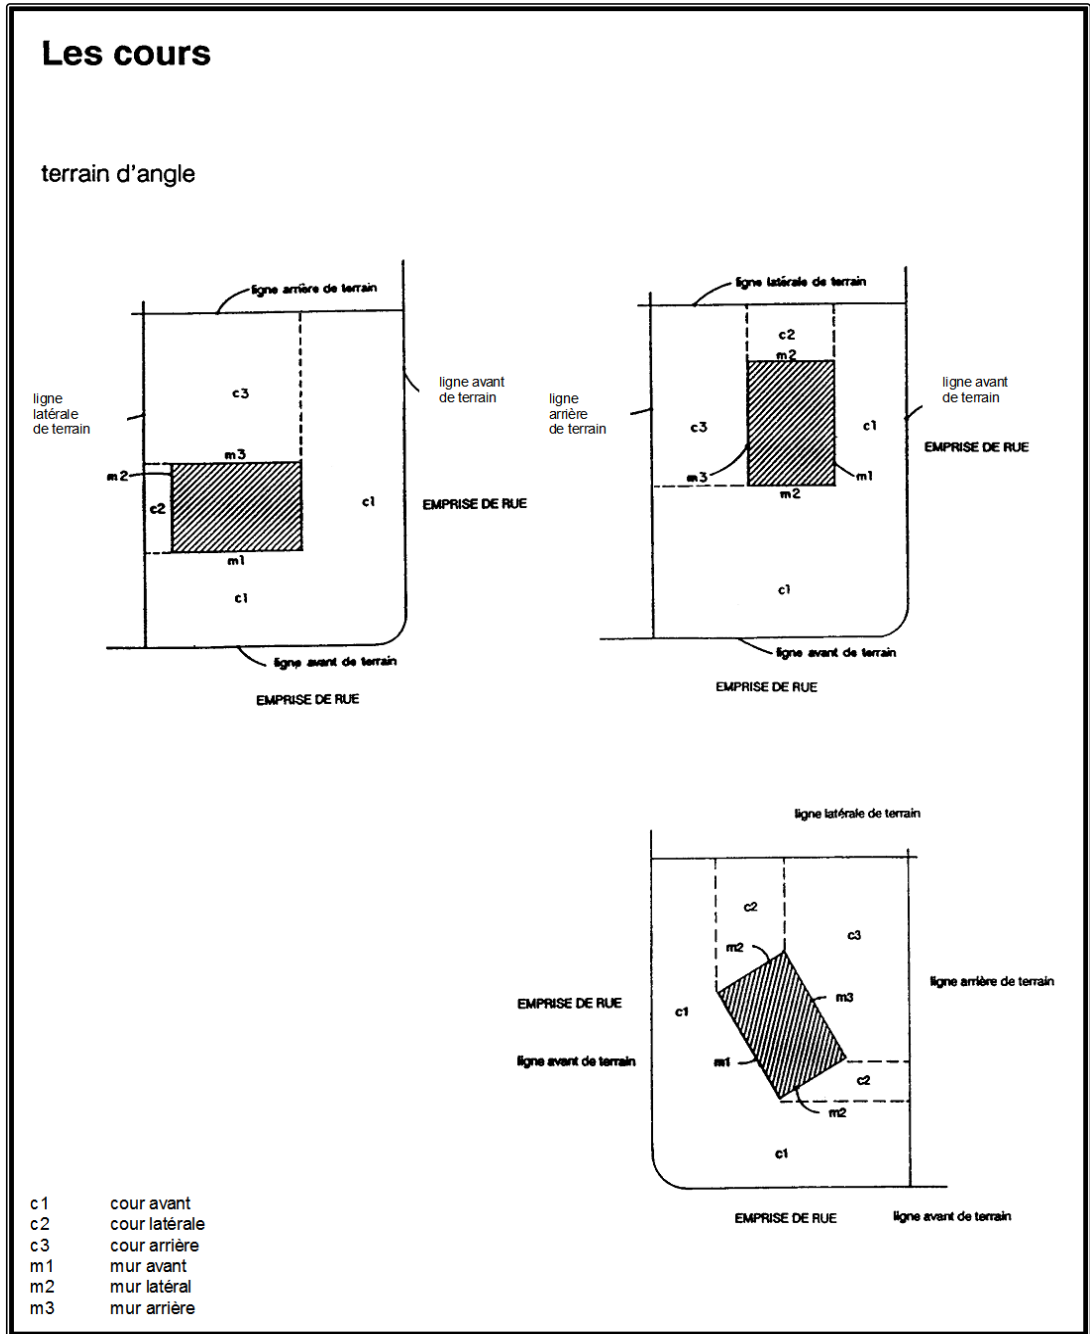 Les cours
terrain d'angle
ligne arrière de terrain
ligne
latérale
de terrain
c3
ligne avant
de terrain
m3
m2
c2
c1
EMPRISE DE RUE
m1
c1
ligne avant de terrain
EMPRISE DE RUE
ligne latérale de terrain
c2
m2
ligne
arrière
de terrain
c3
c1
ligne avant
de terrain
EMPRISE DE RUE
m3
m1
m2
c1
ligne avant de terrain
EMPRISE DE RUE
ligne latérale de terrain
c2
m2
c3
ligne arrière de terrain
m3
EMPRISE DE RUE
c1
ligne avant de terrain
m1
c2
m2
c1
EMPRISE DE RUE
ligne avant de terrain
c1 cour avant
c2 cour latérale
c3 cour arrière
m1 mur avant
m2 mur latéral
m3 mur arrière